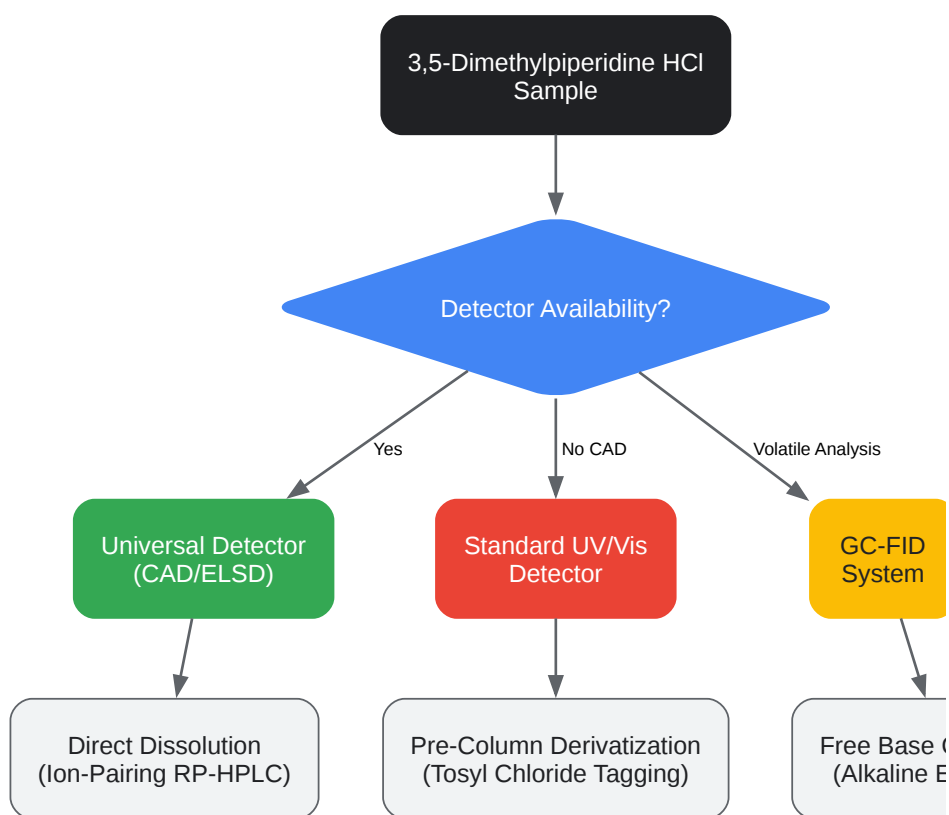 3,5-Dimethylpiperidine HCl
Sample
Detector Availability?
Yes
No CAD
Volatile Analysis
Universal Detector
(CAD/ELSD)
Standard UV/Vis
Detector
GC-FID
System
Direct Dissolution
(Ion-Pairing RP-HPLC)
Pre-Column Derivatization
(Tosyl Chloride Tagging)
Free Base
(Alkaline